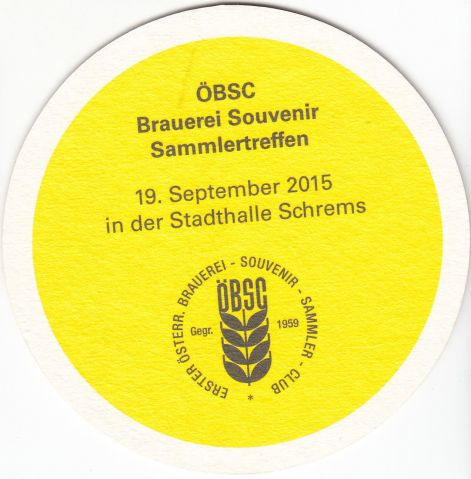 ÖBSC
Brauerei Souvenir
Sammlertreffen
19. September 2015
in der Stadthalle Schrems
ERSTER ÖSTERR. BRAUEREI - SOUVENIR - SAMMLER - CLUB *
ÖBSC
Gegr. 1959